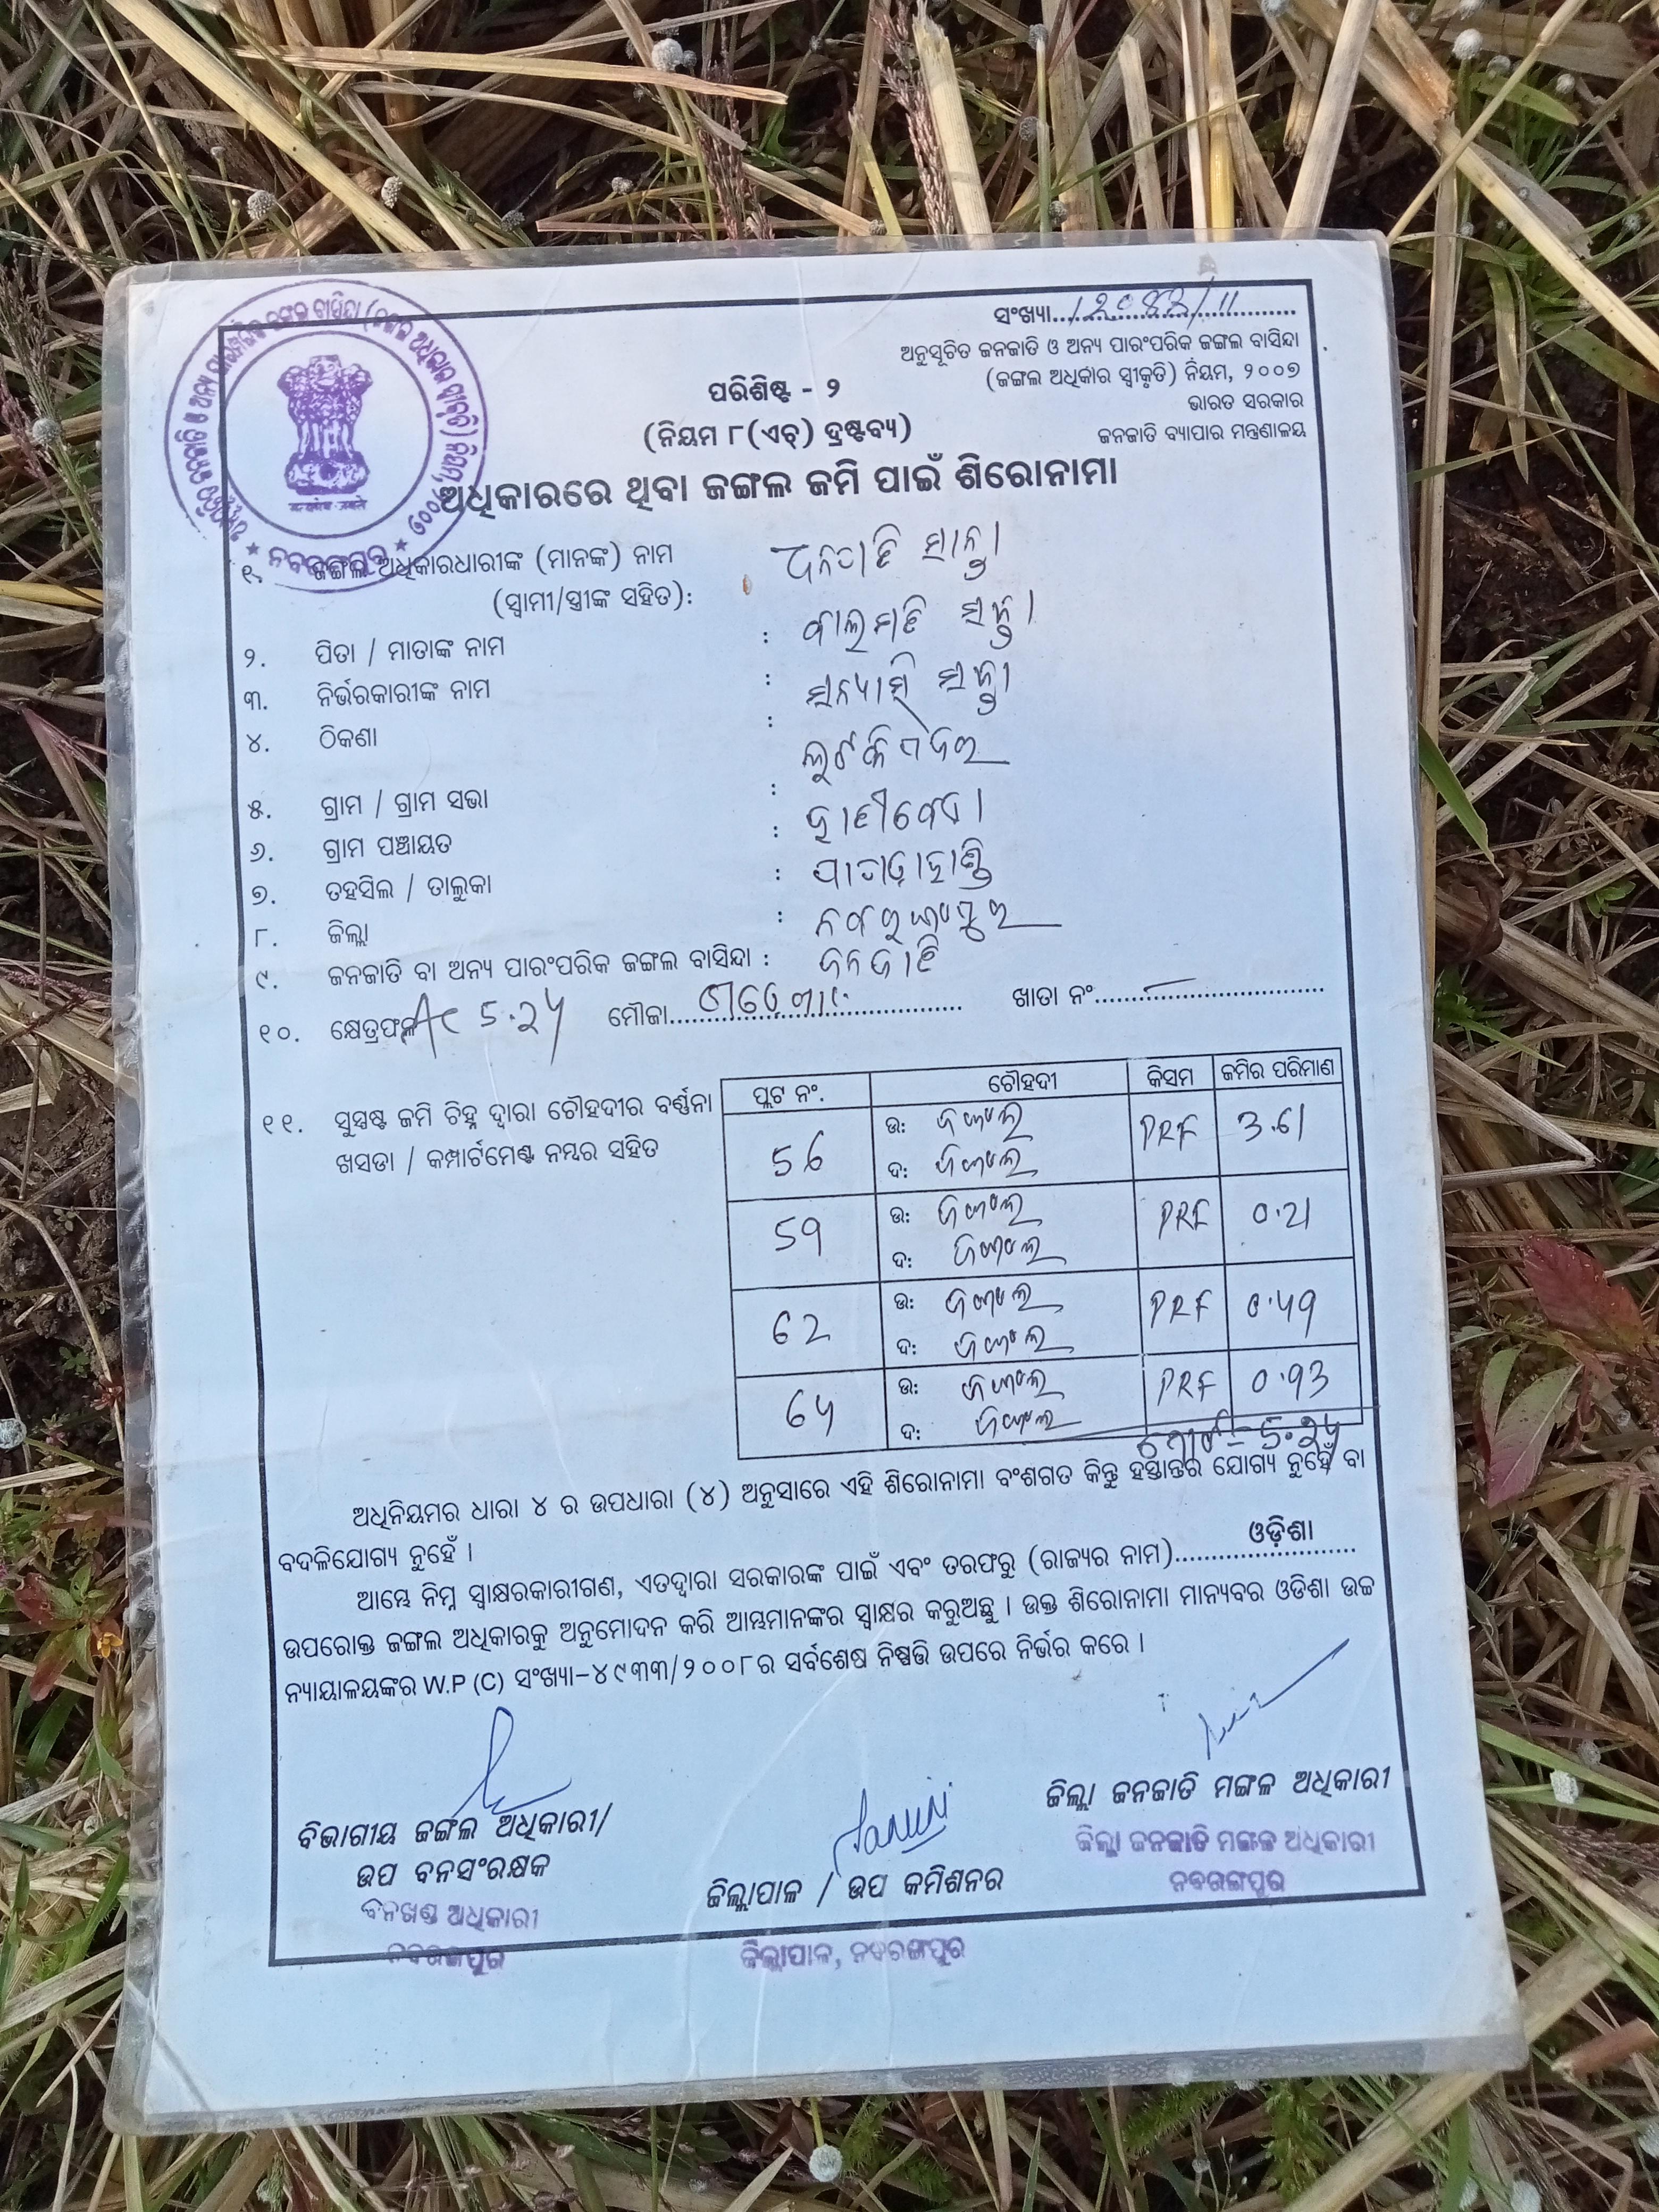 ସଂଖ୍ୟା............/11............
ଅନୁସୂଚିତ ଜନଜାତି ଓ ଅନ୍ୟ ପାରଂପରିକ ଜଙ୍ଗଲ ବାସିନ୍ଦା
(ଜଙ୍ଗଲ ଅଧିକାର ସ୍ୱୀକୃତି) ନିୟମ, ୨୦୦୭
ଭାରତ ସରକାର
ଜନଜାତି ବ୍ୟାପାର ମନ୍ତ୍ରଣାଳୟ
ପରିଶିଷ୍ଟ - ୨
(ନିୟମ ୮(ଏଚ୍) ଦ୍ରଷ୍ଟବ୍ୟ)
ଅଧିକାରରେ ଥିବା ଜଙ୍ଗଲ ଜମି ପାଇଁ ଶିରୋନାମା
୧. ଜଙ୍ଗଲ ଅଧିକାରଧାରୀଙ୍କ (ମାନଙ୍କ) ନାମ
(ସ୍ୱାମୀ/ସ୍ତ୍ରୀଙ୍କ ସହିତ):
୨. ପିତା / ମାତାଙ୍କ ନାମ :
୩. ନିର୍ଭରକାରୀଙ୍କ ନାମ :
୪. ଠିକଣା :
୫. ଗ୍ରାମ / ଗ୍ରାମ ସଭା :
୬. ଗ୍ରାମ ପଞ୍ଚାୟତ :
୭. ତହସିଲ / ତାଲୁକା : ପାପଡ଼ାହାଣ୍ଡି
୮. ଜିଲ୍ଲା : ନବରଙ୍ଗପୁର
୯. ଜନଜାତି ବା ଅନ୍ୟ ପାରଂପରିକ ଜଙ୍ଗଲ ବାସିନ୍ଦା : ଜନଜାତି
୧୦. କ୍ଷେତ୍ରଫଳ Ac 5.24 ମୌଜା............ ଖାତା ନଂ............
୧୧. ସୁସ୍ପଷ୍ଟ ଜମି ଚିହ୍ନ ଦ୍ୱାରା ଚୌହଦୀର ବର୍ଣ୍ଣନା
ଖସଡା / କମ୍ପାର୍ଟମେଣ୍ଟ ନମ୍ବର ସହିତ
ପ୍ଲଟ ନଂ. ଚୌହଦୀ କିସମ ଜମିର ପରିମାଣ
56 ଉ: ଜଙ୍ଗଲ PRF 3.61
ଦ: ଜଙ୍ଗଲ
59 ଉ: ଜଙ୍ଗଲ PRF 0.21
ଦ: ଜଙ୍ଗଲ
62 ଉ: ଜଙ୍ଗଲ PRF 0.49
ଦ: ଜଙ୍ଗଲ
64 ଉ: ଜଙ୍ଗଲ PRF 0.93
ଦ: ଜଙ୍ଗଲ
ମୋଟ = 5.24
ଅଧିନିୟମର ଧାରା ୪ ର ଉପଧାରା (୪) ଅନୁସାରେ ଏହି ଶିରୋନାମା ବଂଶଗତ କିନ୍ତୁ ହସ୍ତାନ୍ତର ଯୋଗ୍ୟ ନୁହେଁ ବା
ବଦଳିଯୋଗ୍ୟ ନୁହେଁ ।
ଆମ୍ଭେ ନିମ୍ନ ସ୍ୱାକ୍ଷରକାରୀଗଣ, ଏତଦ୍ୱାରା ସରକାରଙ୍କ ପାଇଁ ଏବଂ ତରଫରୁ (ରାଜ୍ୟର ନାମ)......ଓଡ଼ିଶା......
ଉପରୋକ୍ତ ଜଙ୍ଗଲ ଅଧିକାରକୁ ଅନୁମୋଦନ କରି ଆମ୍ଭମାନଙ୍କର ସ୍ୱାକ୍ଷର କରୁଅଛୁ । ଉକ୍ତ ଶିରୋନାମା ମାନ୍ୟବର ଓଡିଶା ଉଚ୍ଚ
ନ୍ୟାୟାଳୟଙ୍କର W.P (C) ସଂଖ୍ୟା-୪୯୩୩/୨୦୦୮ର ସର୍ବଶେଷ ନିଷ୍ପତ୍ତି ଉପରେ ନିର୍ଭର କରେ ।
ବିଭାଗୀୟ ଜଙ୍ଗଲ ଅଧିକାରୀ/
ଉପ ବନସଂରକ୍ଷକ
ବନଖଣ୍ଡ ଅଧିକାରୀ
ନବରଙ୍ଗପୁର
ଜିଲ୍ଲାପାଳ / ଉପ କମିଶନର
ଜିଲ୍ଲାପାଳ, ନବରଙ୍ଗପୁର
ଜିଲ୍ଲା ଜନଜାତି ମଙ୍ଗଳ ଅଧିକାରୀ
ଜିଲ୍ଲା ଜନଜାତି ମଙ୍ଗଳ ଅଧିକାରୀ
ନବରଙ୍ଗପୁର